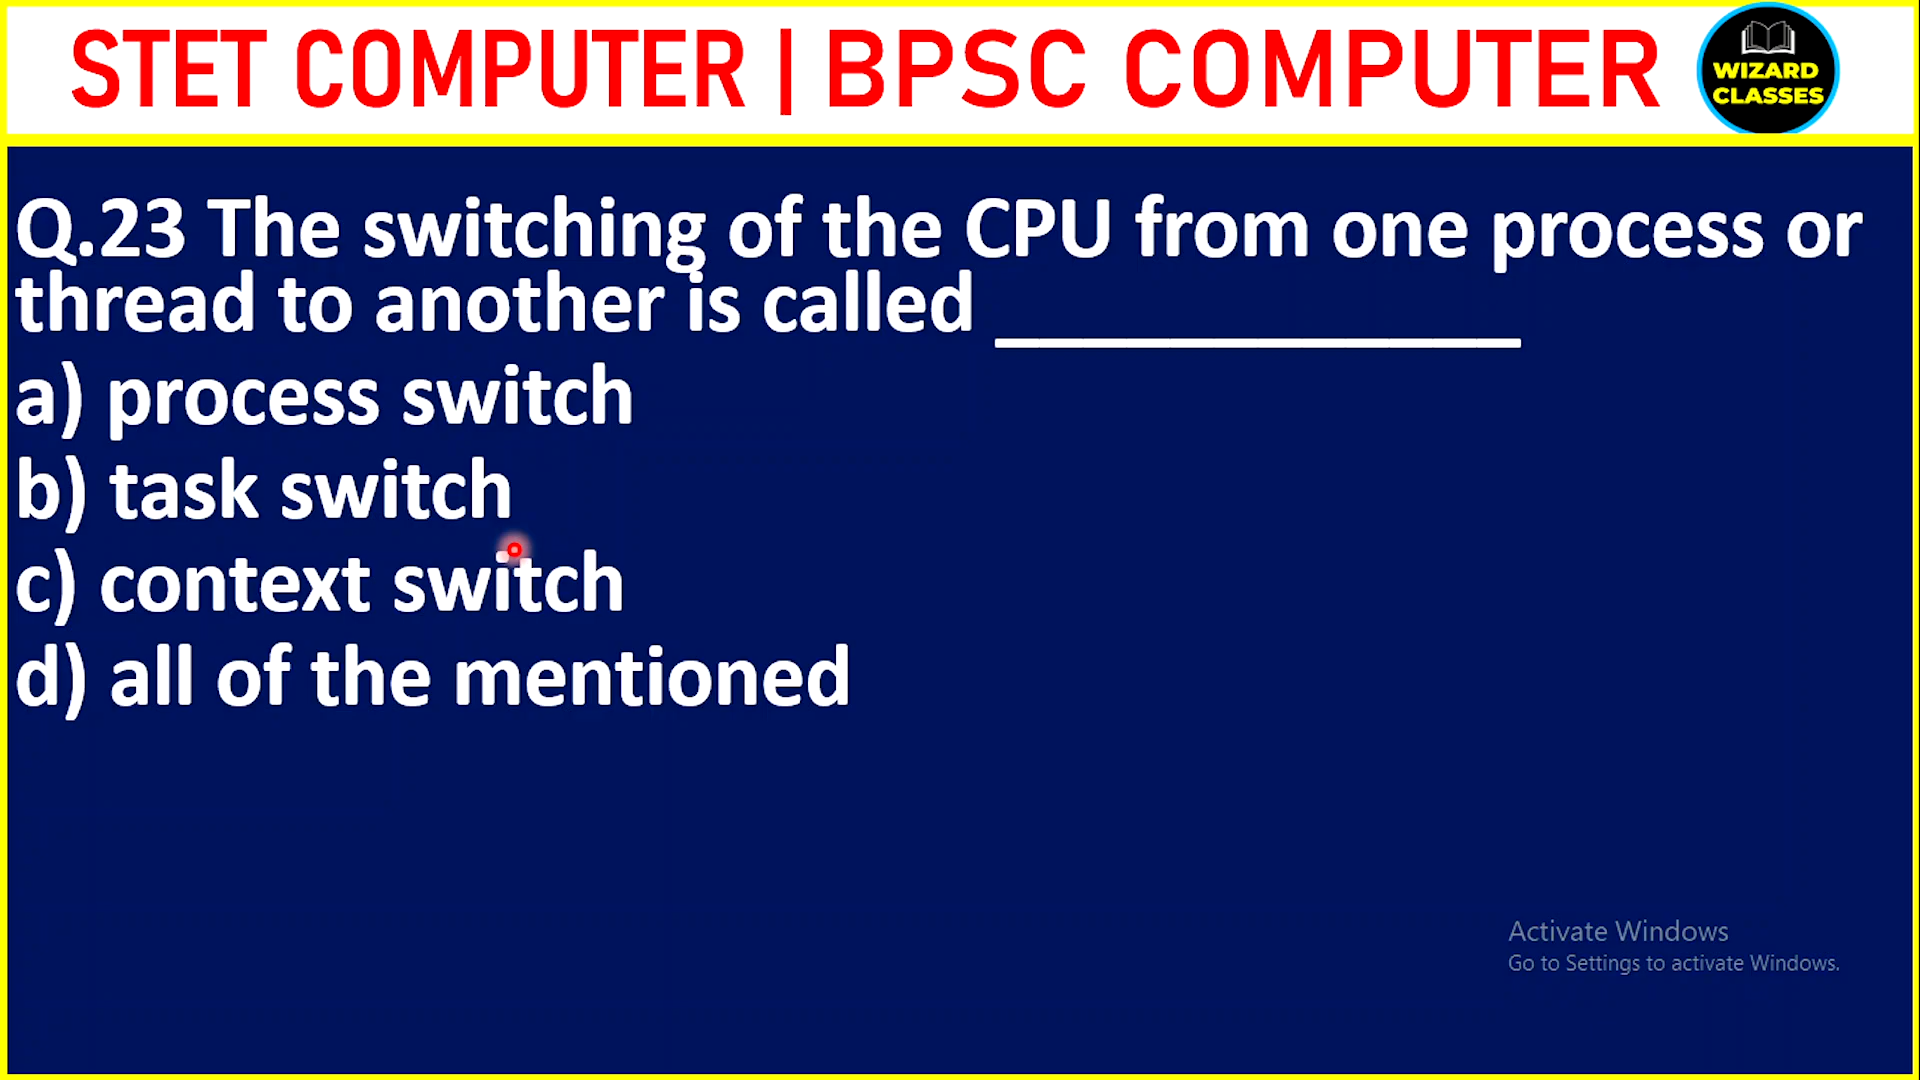 STET COMPUTER | BPSC COMPUTER
WIZARD
CLASSES
Q.23 The switching of the CPU from one process or
thread to another is called ____________
a) process switch
b) task switch
c) context switch
d) all of the mentioned
Activate Windows
Go to Settings to activate Windows.